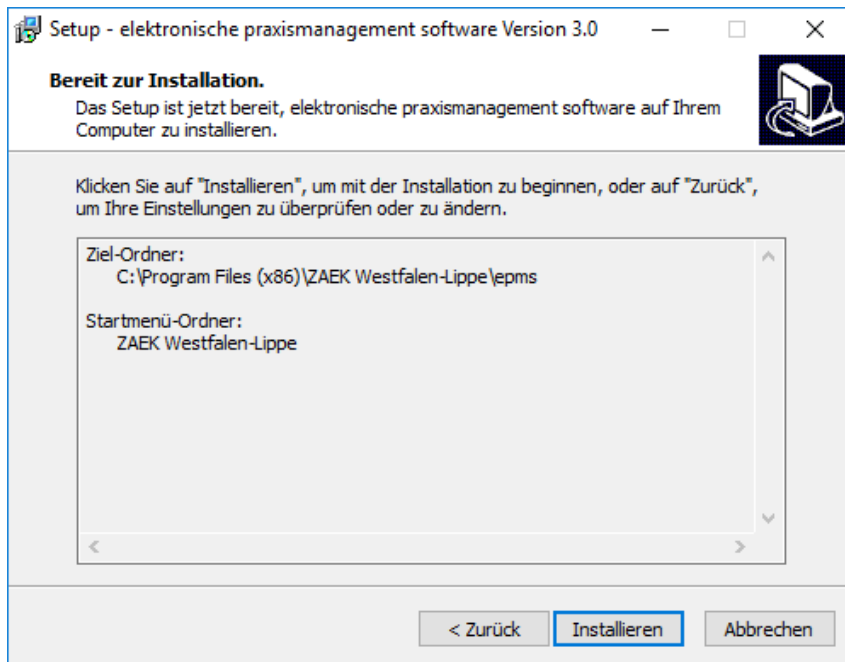 Setup - elektronische praxismanagement software Version 3.0
Bereit zur Installation.
Das Setup ist jetzt bereit, elektronische praxismanagement software auf Ihrem
Computer zu installieren.
Klicken Sie auf "Installieren", um mit der Installation zu beginnen, oder auf "Zurück",
um Ihre Einstellungen zu überprüfen oder zu ändern.
Ziel-Ordner:
C:\Program Files (x86)\ZAEK Westfalen-Lippe\epms
Startmenü-Ordner:
ZAEK Westfalen-Lippe
< Zurück
Installieren
Abbrechen